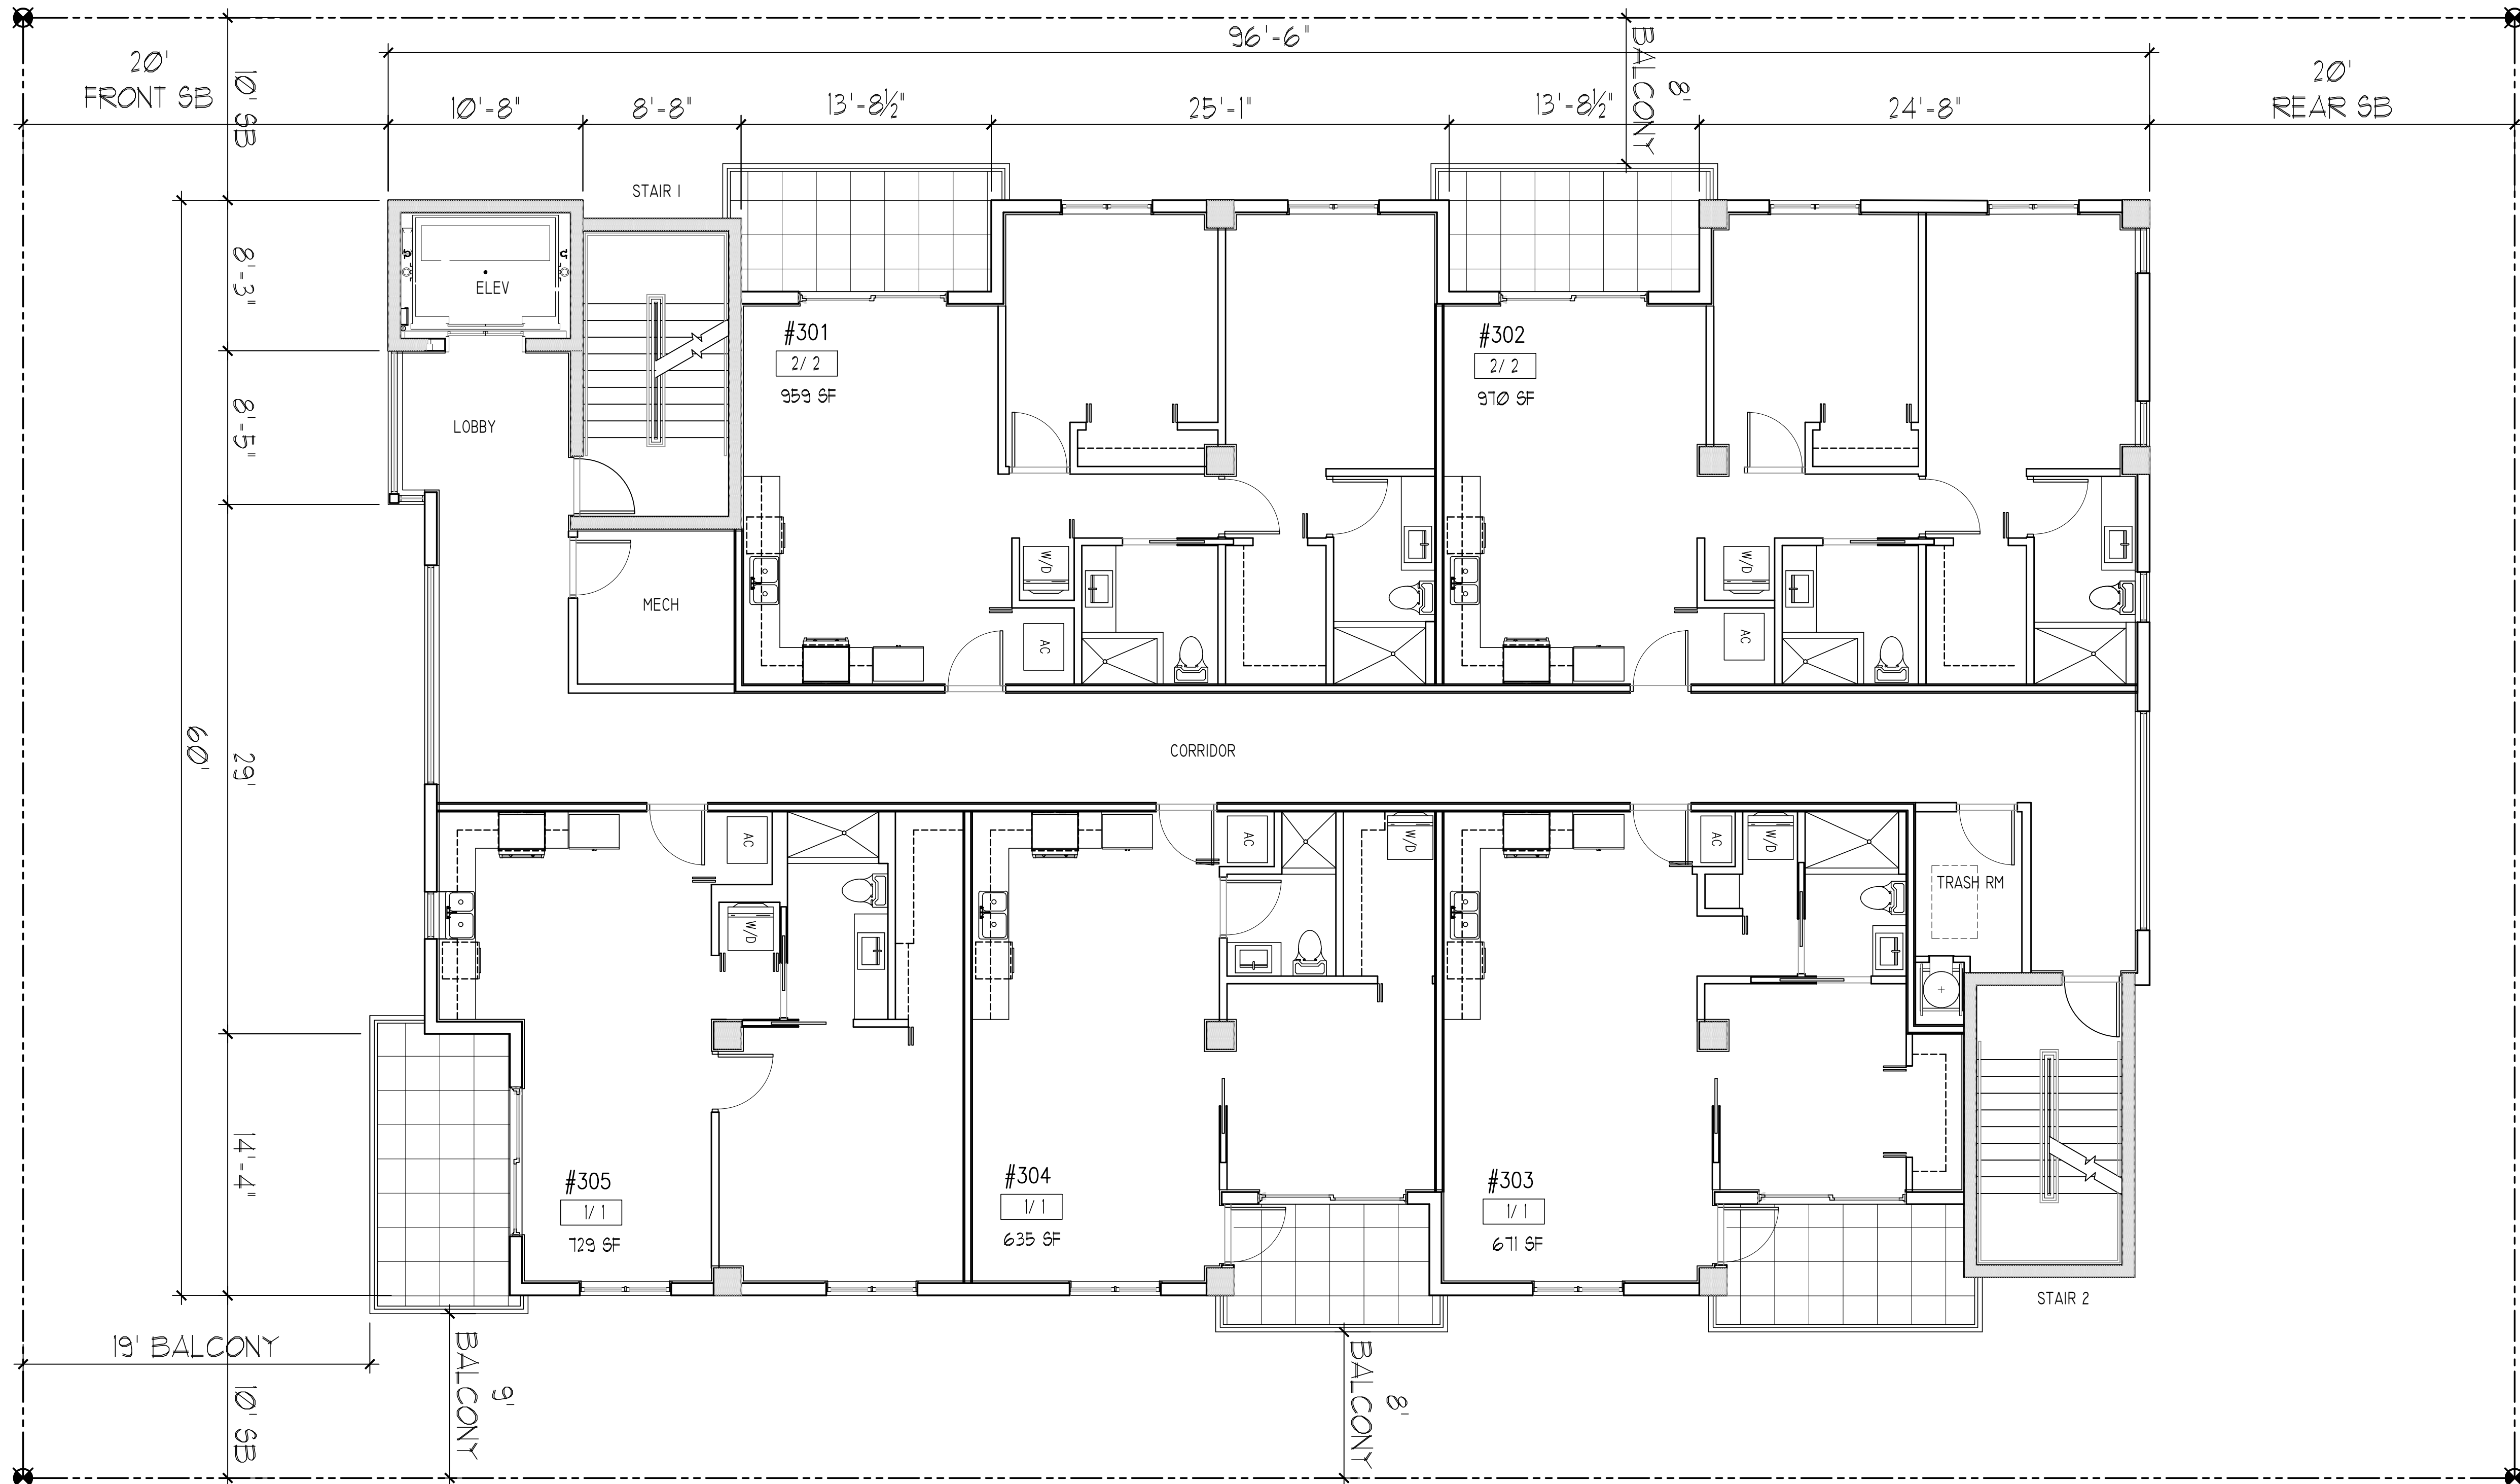 96'-6"
20'
FRONT SB
10' SB
10'-8"
8'-8"
13'-8½"
25'-1"
8'
BALCONY
13'-8½"
24'-8"
20'
REAR SB
STAIR 1
8'-3"
ELEV
#301
2/ 2
959 SF
#302
2/ 2
970 SF
8'-5"
LOBBY
W/D
W/D
MECH
AC
AC
60'
29'
CORRIDOR
AC
AC
W/D
AC
W/D
TRASH RM
W/D
14'-4"
#305
1/ 1
729 SF
#304
1/ 1
635 SF
#303
1/ 1
671 SF
STAIR 2
19' BALCONY
10' SB
9'
BALCONY
8'
BALCONY